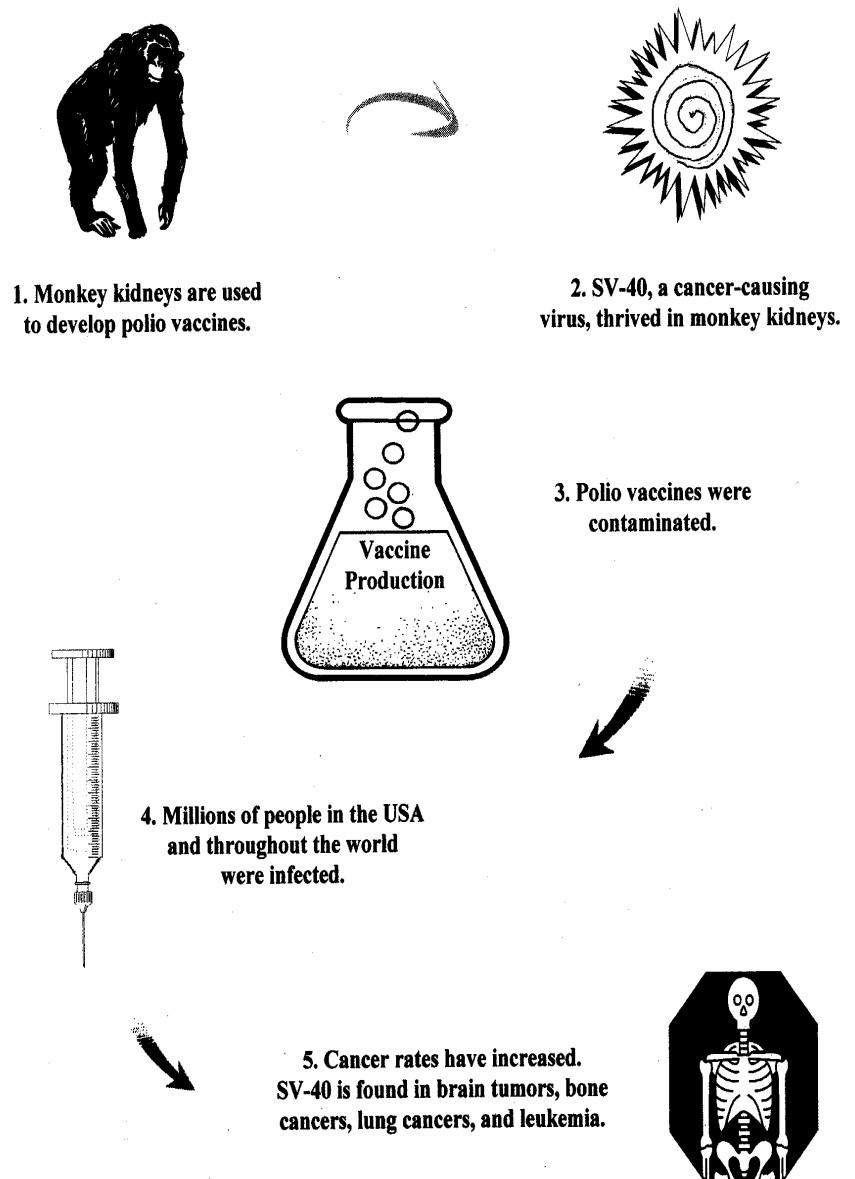 1. Monkey kidneys are used
to develop polio vaccines.
2. SV-40, a cancer-causing
virus, thrived in monkey kidneys.
3. Polio vaccines were
contaminated.
Vaccine
Production
4. Millions of people in the USA
and throughout the world
were infected.
5. Cancer rates have increased.
SV-40 is found in brain tumors, bone
cancers, lung cancers, and leukemia.